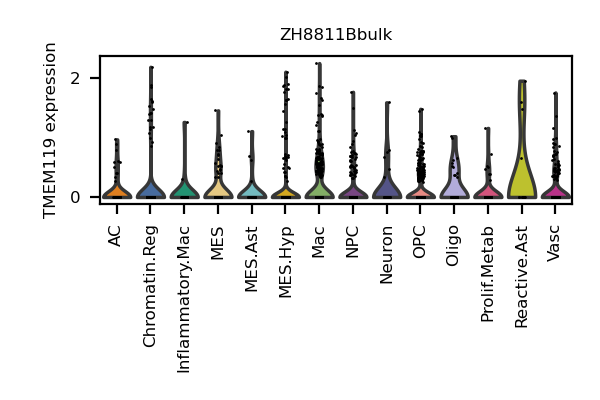 ZH8811Bbulk
TMEM119 expression
2
0
AC
Chromatin.Reg
Inflammatory.Mac
MES
MES.Ast
MES.Hyp
Mac
NPC
Neuron
OPC
Oligo
Prolif.Metab
Reactive.Ast
Vasc